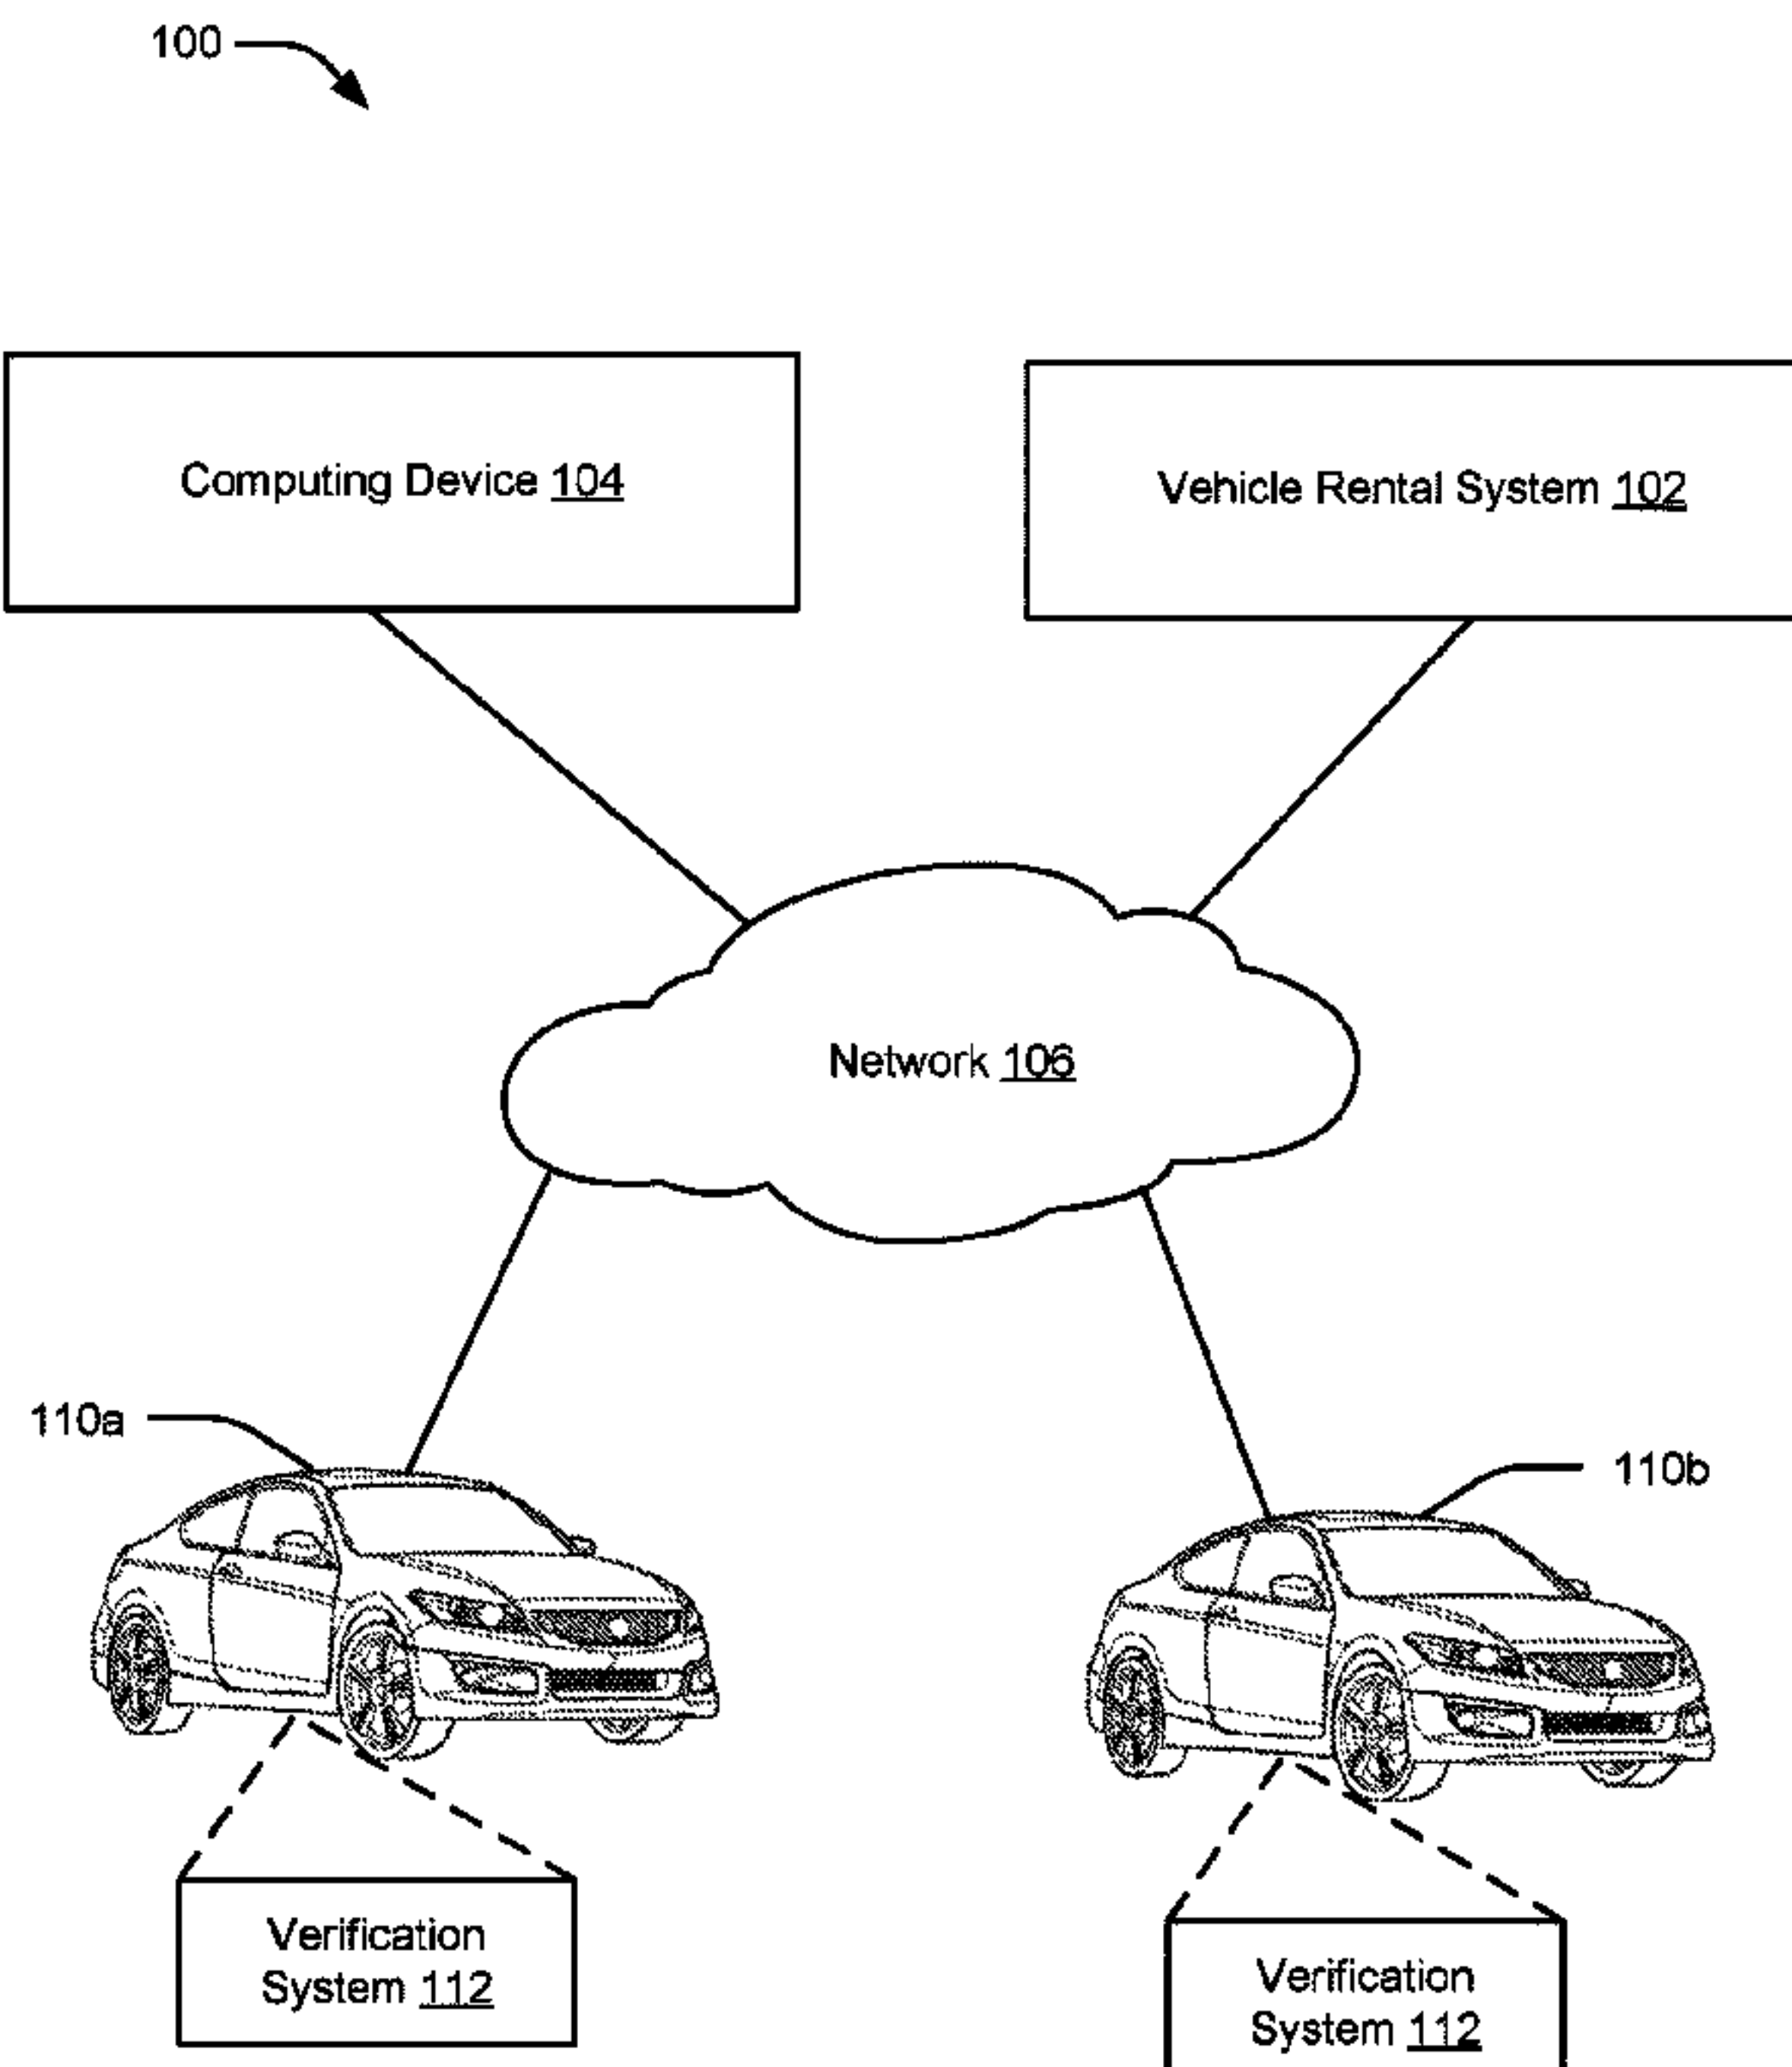 100
Computing Device 104
Vehicle Rental System 102
Network 106
110a
110b
Verification
System 112
Verification
System 112